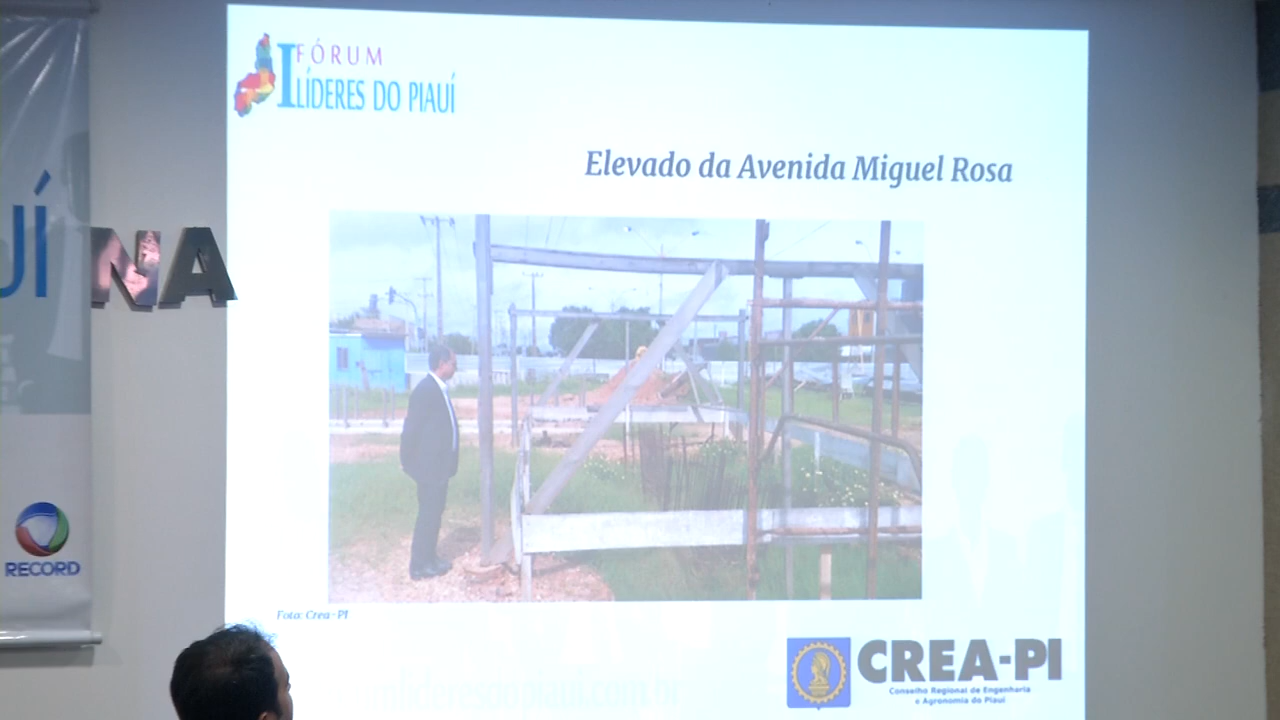 FÓRUM
LÍDERES DO PIAUÍ
Elevado da Avenida Miguel Rosa
UÍ
NA
RECORD
Foto: Crea-PI
CREA-PI
Conselho Regional de Engenharia
e Agronomia do Piauí